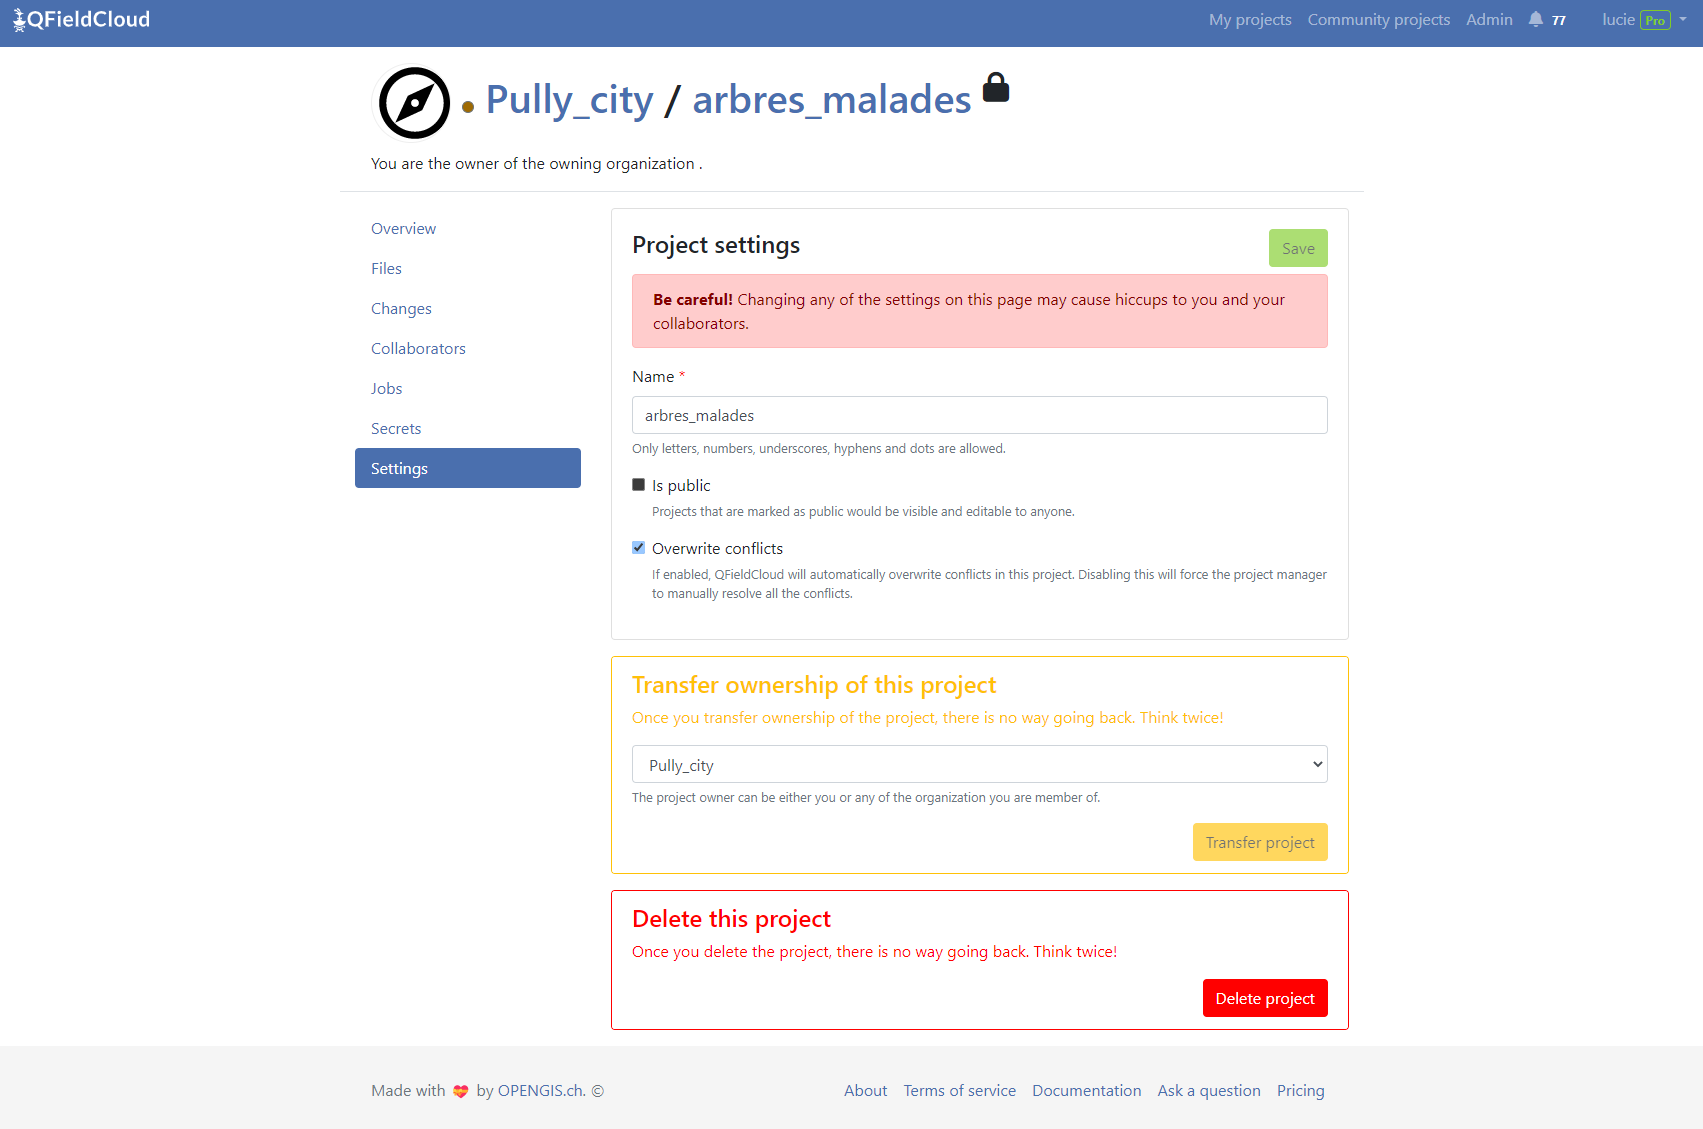 QFieldCloud
My projects Community projects Admin 77 lucie Pro
Pully_city / arbres_malades
You are the owner of the owning organization .
Overview
Files
Changes
Collaborators
Jobs
Secrets
Settings
Project settings
Save
Be careful! Changing any of the settings on this page may cause hiccups to you and your
collaborators.
Name *
arbres_malades
Only letters, numbers, underscores, hyphens and dots are allowed.
Is public
Projects that are marked as public would be visible and editable to anyone.
Overwrite conflicts
If enabled, QFieldCloud will automatically overwrite conflicts in this project. Disabling this will force the project manager
to manually resolve all the conflicts.
Transfer ownership of this project
Once you transfer ownership of the project, there is no way going back. Think twice!
Pully_city
The project owner can be either you or any of the organization you are member of.
Transfer project
Delete this project
Once you delete the project, there is no way going back. Think twice!
Delete project
Made with 💝 by OPENGIS.ch. ©
About Terms of service Documentation Ask a question Pricing